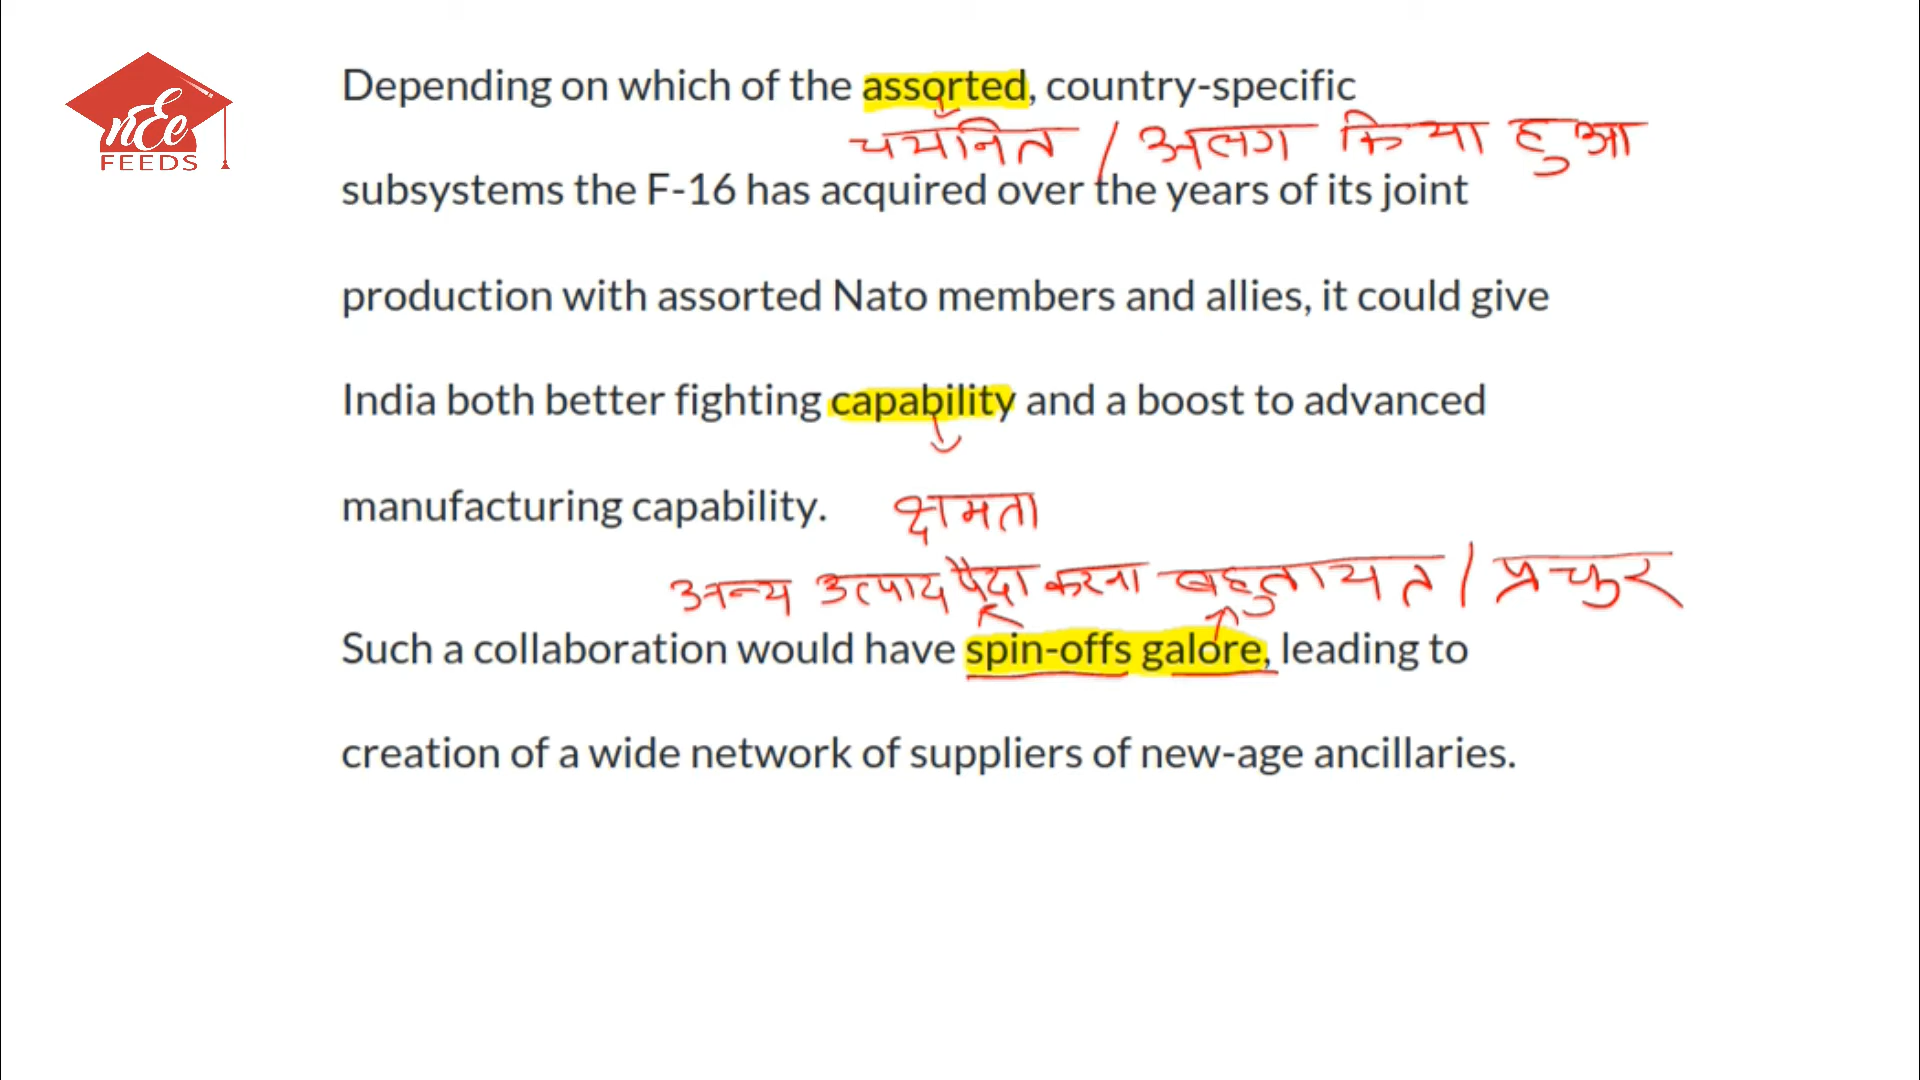 nEe
FEEDS
Depending on which of the assorted, country-specific
चयनित / अलग किया हुआ
subsystems the F-16 has acquired over the years of its joint
production with assorted Nato members and allies, it could give
India both better fighting capability and a boost to advanced
manufacturing capability. क्षमता
अन्य उत्पाद पैदा करना बहुतायत / प्रचुर
Such a collaboration would have spin-offs galore, leading to
creation of a wide network of suppliers of new-age ancillaries.